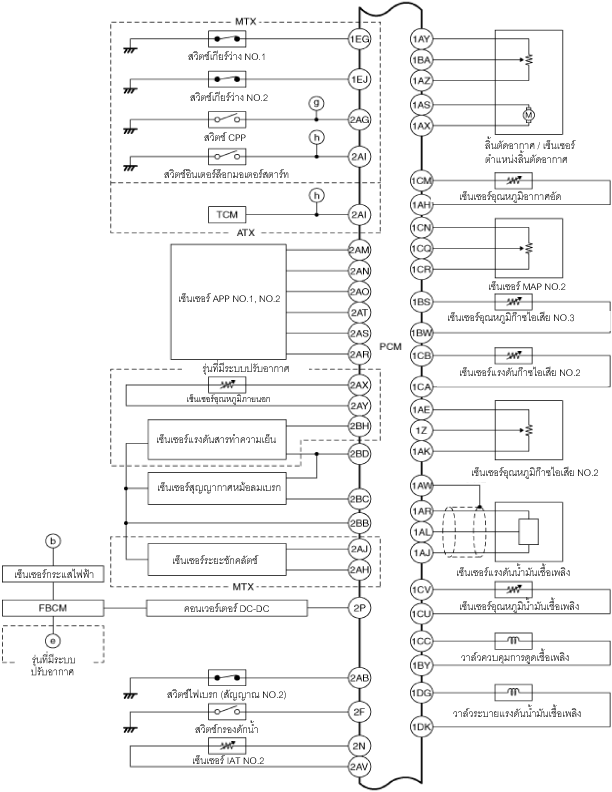 MTX
1EG
สวิตช์เกียร์ว่าง NO.1
1EJ
สวิตช์เกียร์ว่าง NO.2
g
2AG
สวิตช์ CPP
h
2AI
สวิตช์อินเตอร์ล็อกมอเตอร์สตาร์ท
h
TCM
2AI
ATX
2AM
2AN
2AO
เซ็นเซอร์ APP NO.1, NO.2
2AT
2AS
2AR
รุ่นที่มีระบบปรับอากาศ
2AX
เซ็นเซอร์อุณหภูมิภายนอก
2AY
2BH
เซ็นเซอร์แรงดันสารทำความเย็น
2BD
เซ็นเซอร์สุญญากาศหม้อลมเบรก
2BC
2BB
2AJ
เซ็นเซอร์ระยะชักคลัตช์
2AH
MTX
b
เซ็นเซอร์กระแสไฟฟ้า
FBCM
คอนเวอร์เตอร์ DC-DC
2P
e
รุ่นที่มีระบบ
ปรับอากาศ
2AB
สวิตช์ไฟเบรก (สัญญาณ NO.2)
2F
สวิตช์กรองดักน้ำ
2N
เซ็นเซอร์ IAT NO.2
2AV
PCM
1AY
1BA
1AZ
1AS
M
1AX
ลิ้นตัดอากาศ / เซ็นเซอร์
ตำแหน่งลิ้นตัดอากาศ
1CM
เซ็นเซอร์อุณหภูมิอากาศอัด
1AH
1CN
1CQ
1CR
เซ็นเซอร์ MAP NO.2
1BS
เซ็นเซอร์อุณหภูมิก๊าซไอเสีย NO.3
1BW
1CB
เซ็นเซอร์แรงดันก๊าซไอเสีย NO.2
1CA
1AE
1Z
1AK
เซ็นเซอร์อุณหภูมิก๊าซไอเสีย NO.2
1AW
1AR
1AL
1AJ
เซ็นเซอร์แรงดันน้ำมันเชื้อเพลิง
1CV
เซ็นเซอร์อุณหภูมิน้ำมันเชื้อเพลิง
1CU
1CC
วาล์วควบคุมการดูดเชื้อเพลิง
1BY
1DG
วาล์วระบายแรงดันน้ำมันเชื้อเพลิง
1DK